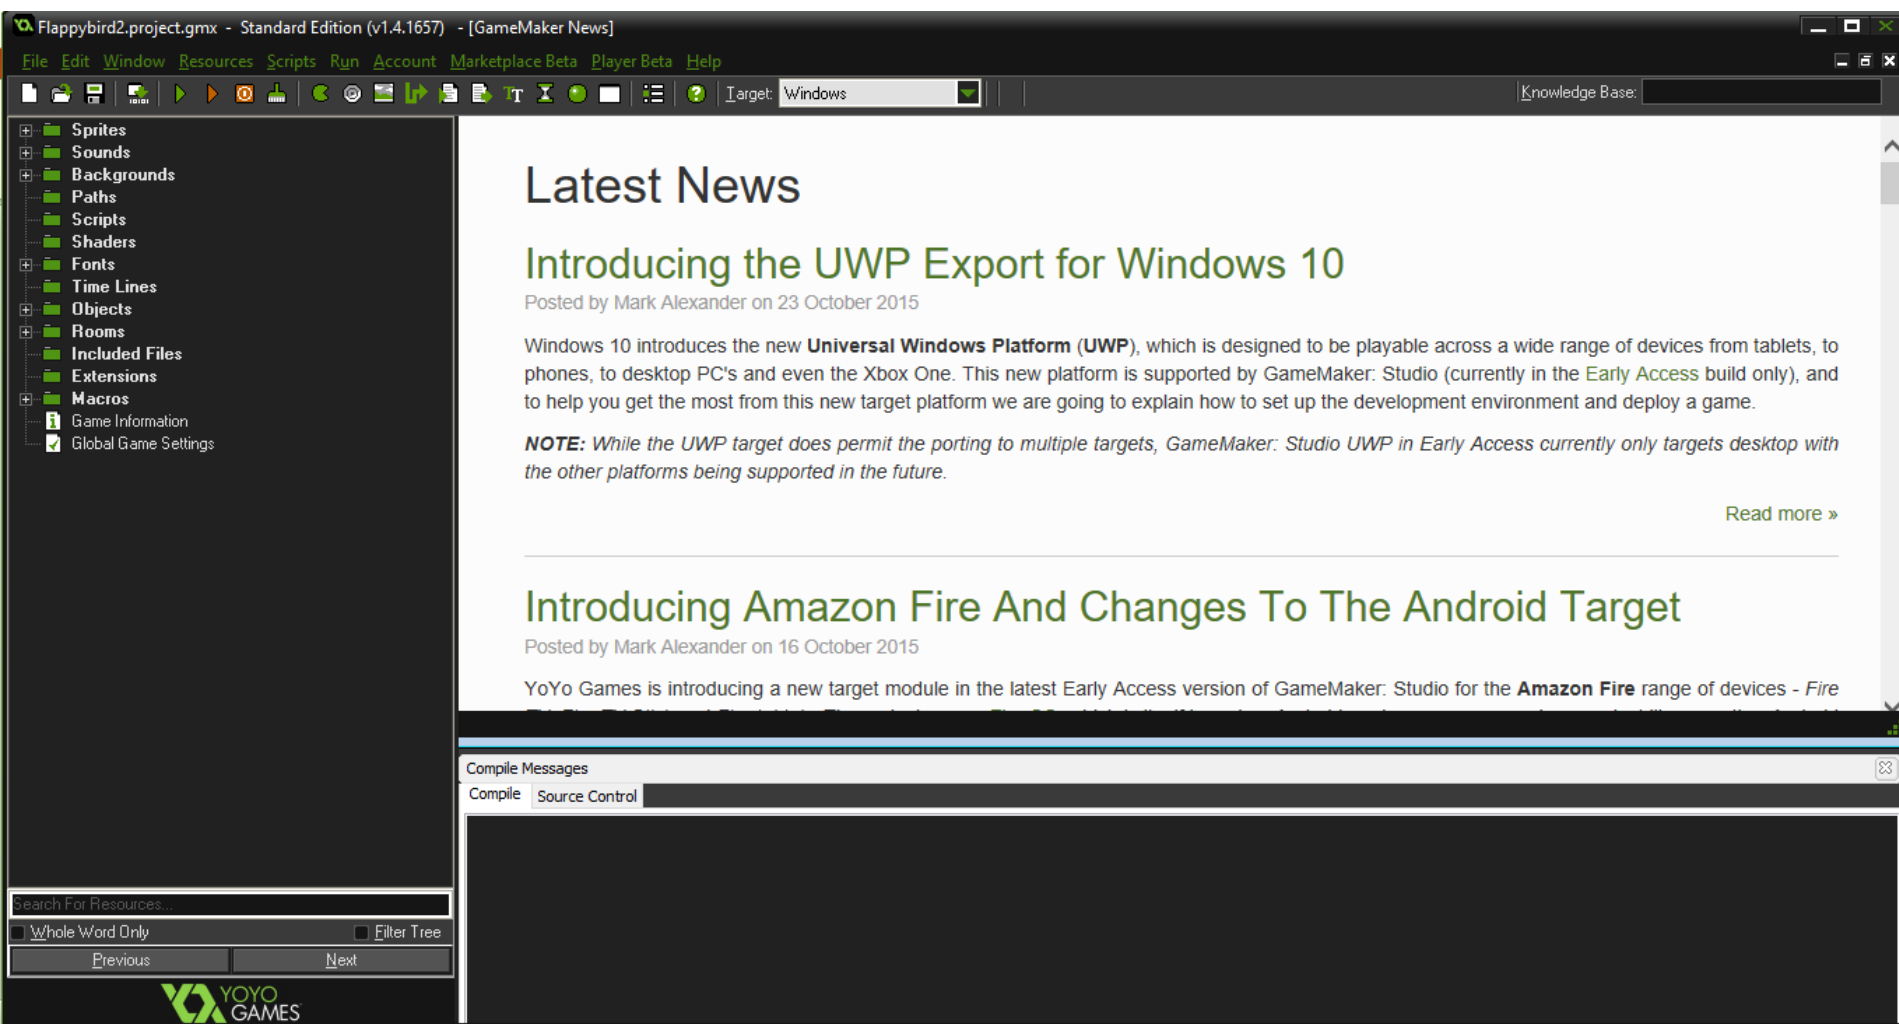 Flappybird2.project.gmx - Standard Edition (v1.4.1657) - [GameMaker News]
File Edit Window Resources Scripts Run Account Marketplace Beta Player Beta Help
Target: Windows
Knowledge Base:
Sprites
Sounds
Backgrounds
Paths
Scripts
Shaders
Fonts
Time Lines
Objects
Rooms
Included Files
Extensions
Macros
Game Information
Global Game Settings
Search For Resources...
Whole Word Only
Filter Tree
Previous
Next
YOYO
GAMES
Latest News
Introducing the UWP Export for Windows 10
Posted by Mark Alexander on 23 October 2015
Windows 10 introduces the new Universal Windows Platform (UWP), which is designed to be playable across a wide range of devices from tablets, to
phones, to desktop PC's and even the Xbox One. This new platform is supported by GameMaker: Studio (currently in the Early Access build only), and
to help you get the most from this new target platform we are going to explain how to set up the development environment and deploy a game.
NOTE: While the UWP target does permit the porting to multiple targets, GameMaker: Studio UWP in Early Access currently only targets desktop with
the other platforms being supported in the future.
Read more »
Introducing Amazon Fire And Changes To The Android Target
Posted by Mark Alexander on 16 October 2015
YoYo Games is introducing a new target module in the latest Early Access version of GameMaker: Studio for the Amazon Fire range of devices - Fire
Compile Messages
Compile
Source Control